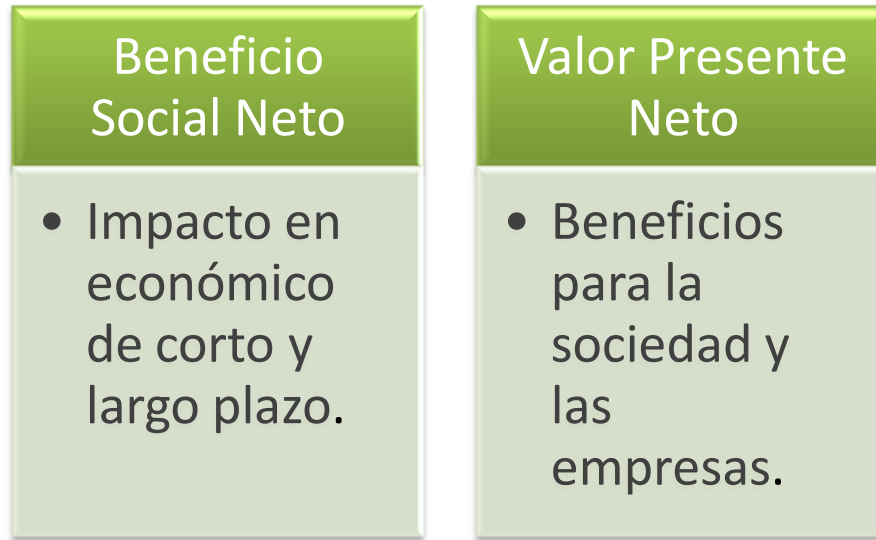 Beneficio
Social Neto
• Impacto en
económico
de corto y
largo plazo.
Valor Presente
Neto
• Beneficios
para la
sociedad y
las
empresas.